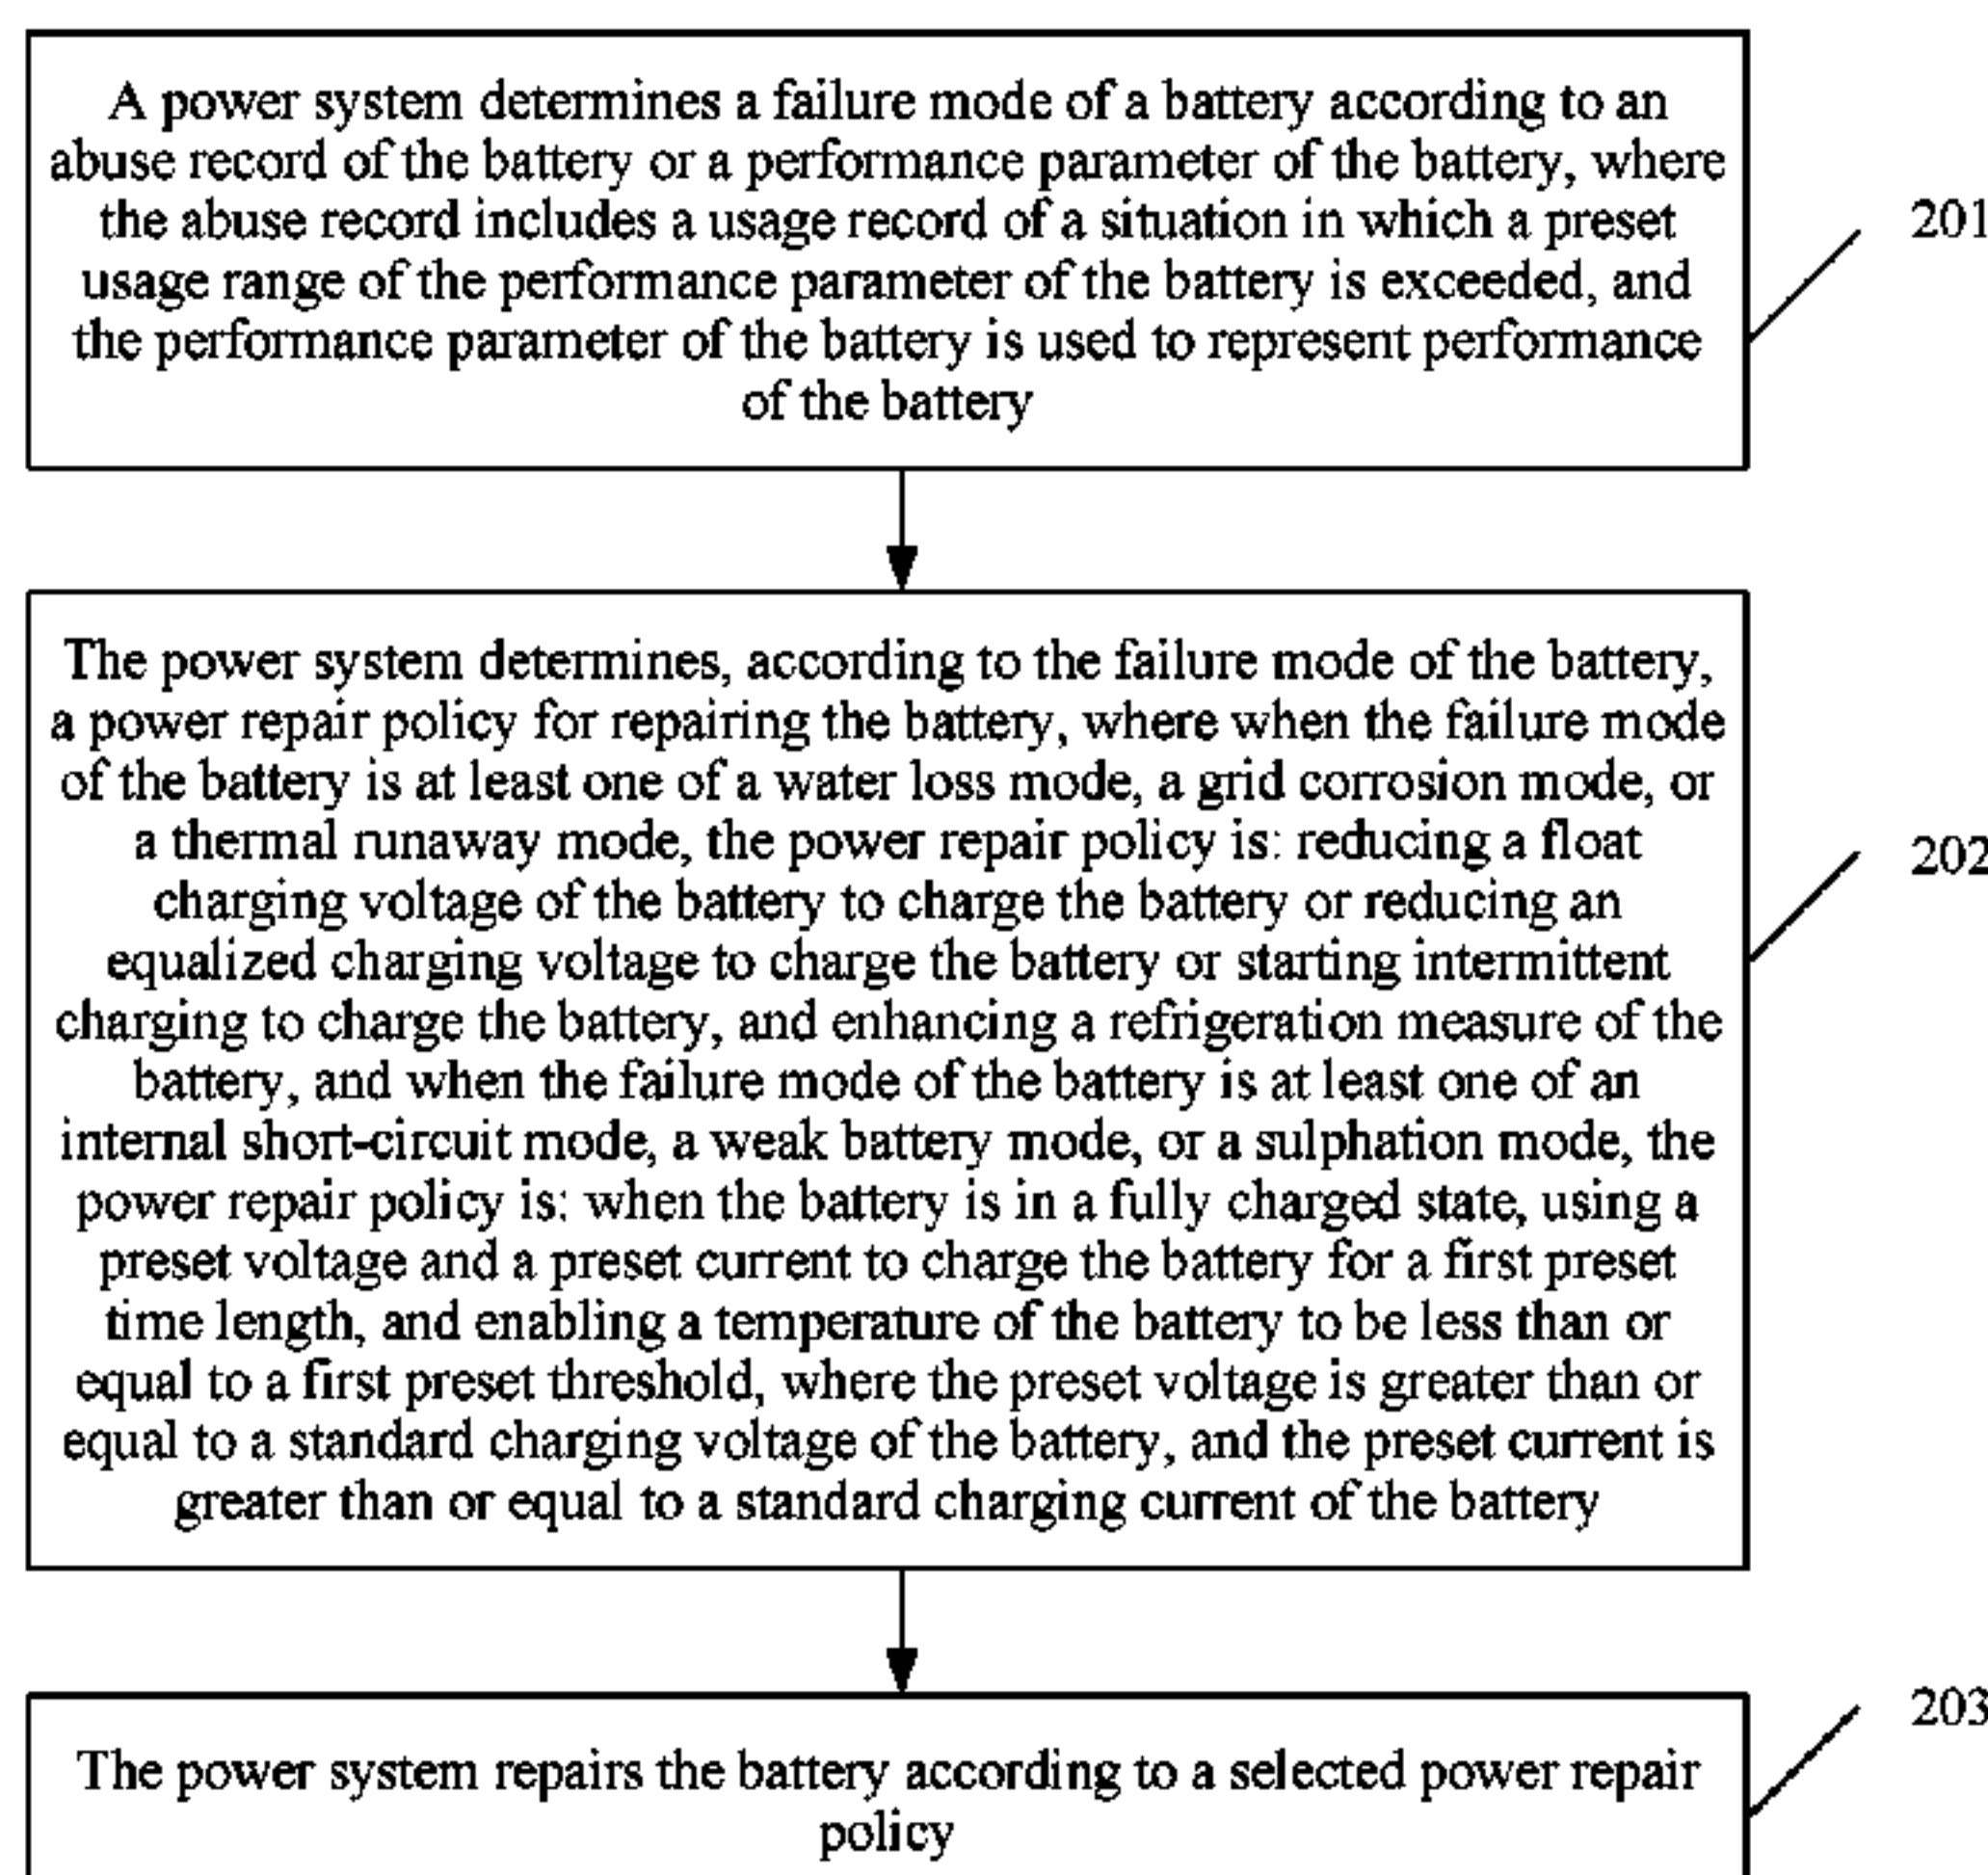 A power system determines a failure mode of a battery according to an
abuse record of the battery or a performance parameter of the battery, where
the abuse record includes a usage record of a situation in which a preset
usage range of the performance parameter of the battery is exceeded, and
the performance parameter of the battery is used to represent performance
of the battery
201
The power system determines, according to the failure mode of the battery,
a power repair policy for repairing the battery, where when the failure mode
of the battery is at least one of a water loss mode, a grid corrosion mode, or
a thermal runaway mode, the power repair policy is: reducing a float
charging voltage of the battery to charge the battery or reducing an
equalized charging voltage to charge the battery or starting intermittent
charging to charge the battery, and enhancing a refrigeration measure of the
battery, and when the failure mode of the battery is at least one of an
internal short-circuit mode, a weak battery mode, or a sulphation mode, the
power repair policy is: when the battery is in a fully charged state, using a
preset voltage and a preset current to charge the battery for a first preset
time length, and enabling a temperature of the battery to be less than or
equal to a first preset threshold, where the preset voltage is greater than or
equal to a standard charging voltage of the battery, and the preset current is
greater than or equal to a standard charging current of the battery
202
The power system repairs the battery according to a selected power repair
policy
203